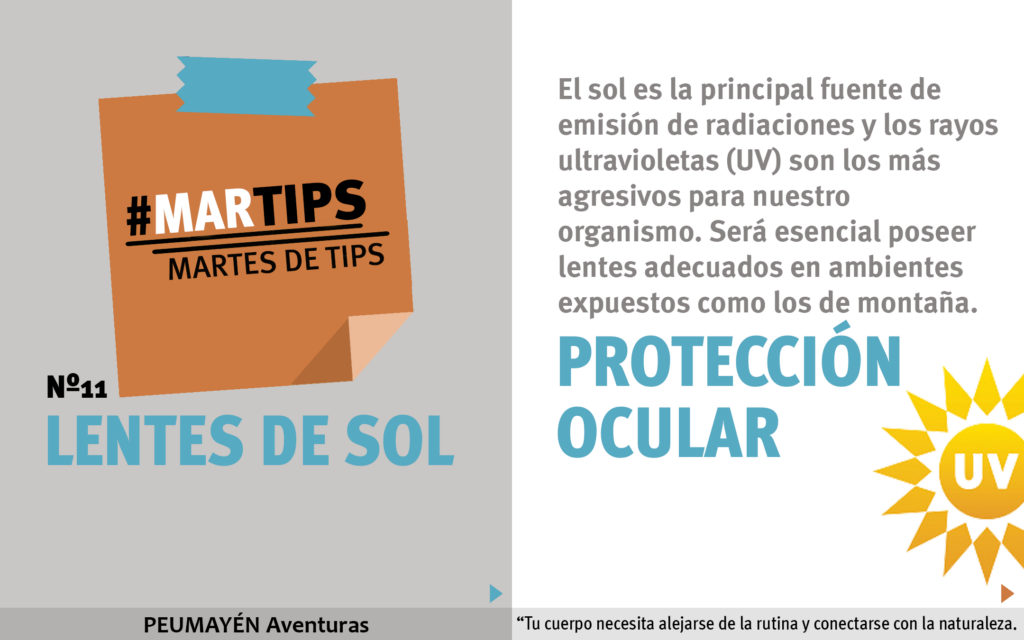 #MARTIPS
MARTES DE TIPS
Nº11
LENTES DE SOL
PEUMAYÉN Aventuras
El sol es la principal fuente de
emisión de radiaciones y los rayos
ultravioletas (UV) son los más
agresivos para nuestro
organismo. Será esencial poseer
lentes adecuados en ambientes
expuestos como los de montaña.
PROTECCIÓN
OCULAR
UV
“Tu cuerpo necesita alejarse de la rutina y conectarse con la naturaleza.